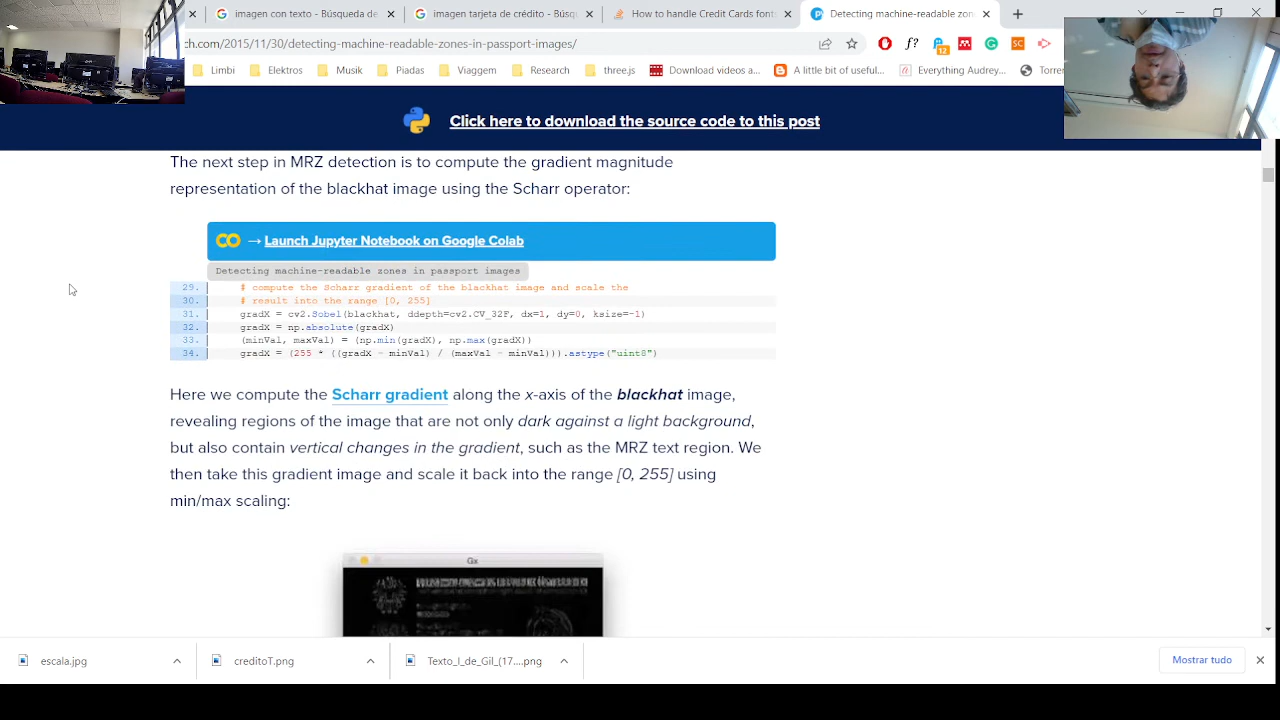 imagen con texto - Búsqueda de
imagen tarjeta de crédito - Búsqu
How to handle Credit Cards fonts
Detecting machine-readable zon
ch.com/2015/11/30/detecting-machine-readable-zones-in-passport-images/
f?
12
SC
Limbi
Elektros
Musik
Piadas
Viaggem
Research
three.js
Download videos a...
A little bit of useful...
Everything Audrey...
Torren
Click here to download the source code to this post
The next step in MRZ detection is to compute the gradient magnitude
representation of the blackhat image using the Scharr operator:
→ Launch Jupyter Notebook on Google Colab
Detecting machine-readable zones in passport images
29. # compute the Scharr gradient of the blackhat image and scale the
30. # result into the range [0, 255]
31. gradX = cv2.Sobel(blackhat, ddepth=cv2.CV_32F, dx=1, dy=0, ksize=-1)
32. gradX = np.absolute(gradX)
33. (minVal, maxVal) = (np.min(gradX), np.max(gradX))
34. gradX = (255 * ((gradX - minVal) / (maxVal - minVal))).astype("uint8")
Here we compute the Scharr gradient along the x-axis of the blackhat image,
revealing regions of the image that are not only dark against a light background,
but also contain vertical changes in the gradient, such as the MRZ text region. We
then take this gradient image and scale it back into the range [0, 255] using
min/max scaling:
Gx
escala.jpg
creditoT.png
Texto_I_de_Gil_(17....png
Mostrar tudo